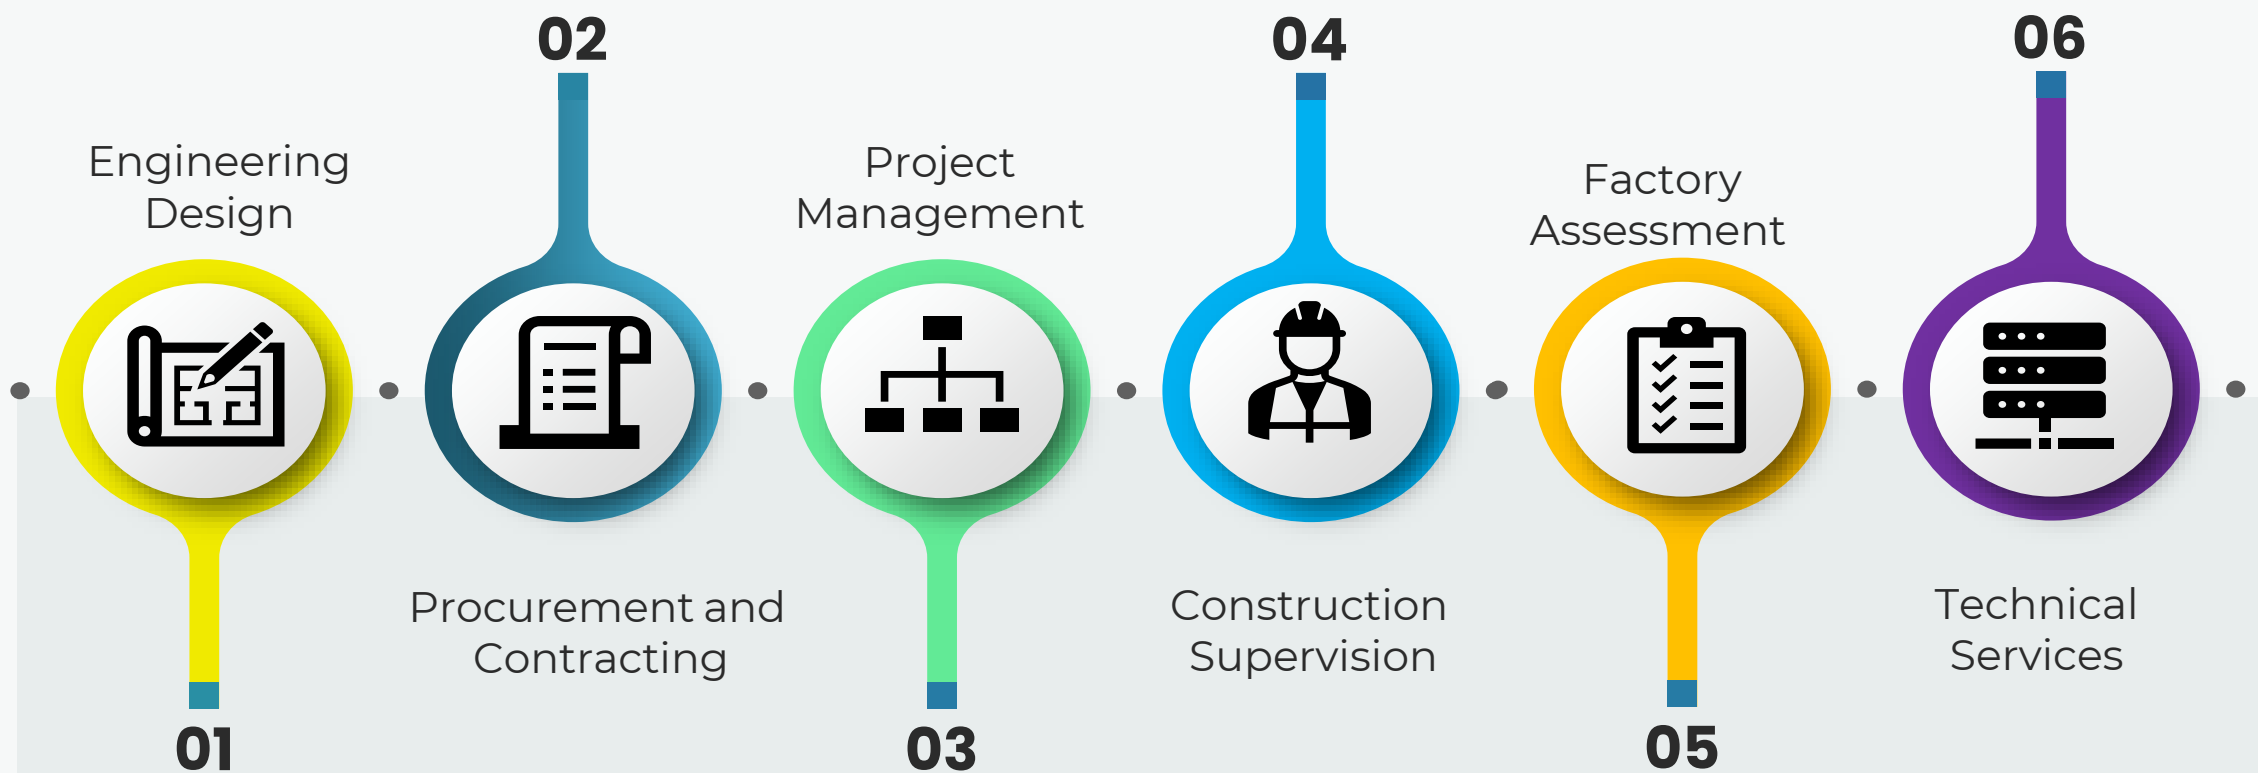 01
Engineering
Design
02
Procurement and
Contracting
03
Project
Management
04
Construction
Supervision
05
Factory
Assessment
06
Technical
Services